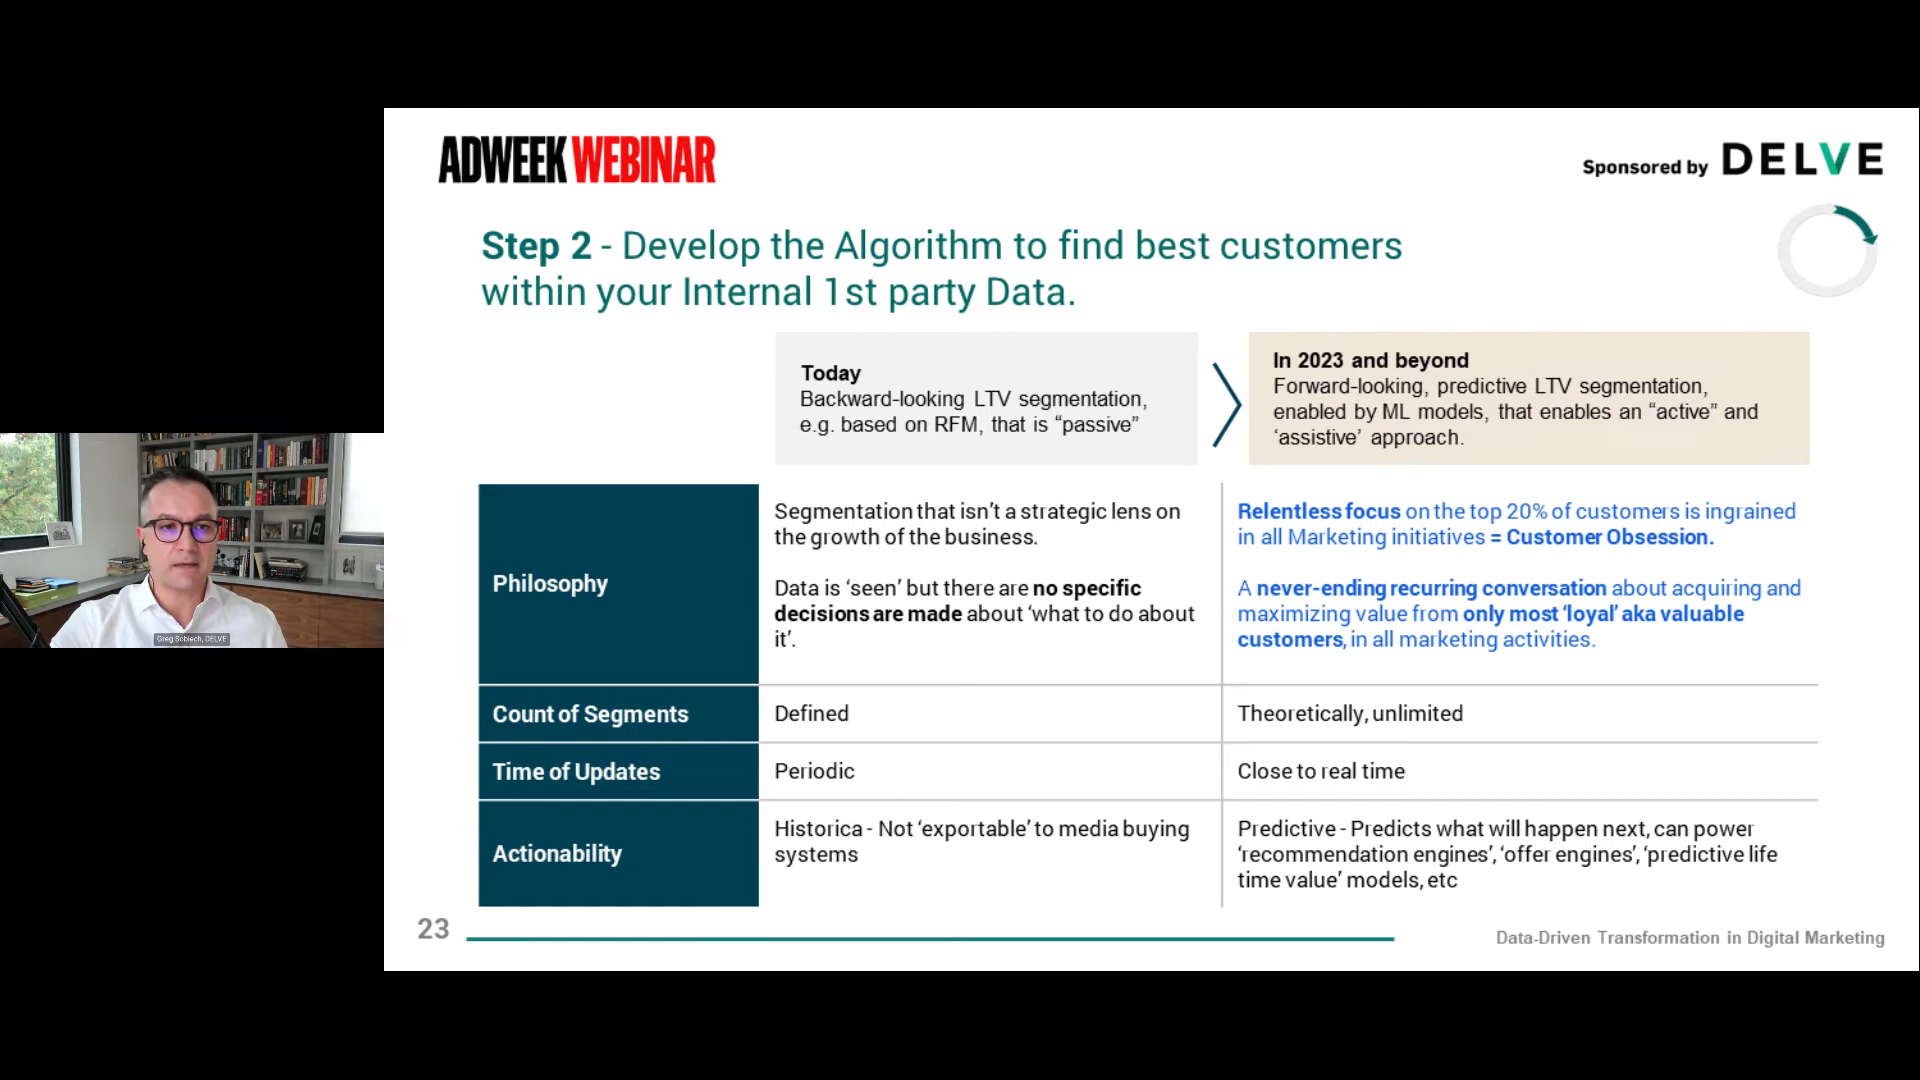 ADWEEK WEBINAR
Sponsored by DELVE
Step 2 - Develop the Algorithm to find best customers
within your Internal 1st party Data.
Today
Backward-looking LTV segmentation,
e.g. based on RFM, that is “passive”
In 2023 and beyond
Forward-looking, predictive LTV segmentation,
enabled by ML models, that enables an “active” and
‘assistive’ approach.
Philosophy
Segmentation that isn’t a strategic lens on
the growth of the business.
Data is ‘seen’ but there are no specific
decisions are made about ‘what to do about
it’.
Relentless focus on the top 20% of customers is ingrained
in all Marketing initiatives = Customer Obsession.
A never-ending recurring conversation about acquiring and
maximizing value from only most ‘loyal’ aka valuable
customers, in all marketing activities.
Count of Segments
Defined
Theoretically, unlimited
Time of Updates
Periodic
Close to real time
Actionability
Historica - Not ‘exportable’ to media buying
systems
Predictive - Predicts what will happen next, can power
‘recommendation engines’, ‘offer engines’, ‘predictive life
time value’ models, etc
Greg Sobiech, DELVE
23
Data-Driven Transformation in Digital Marketing